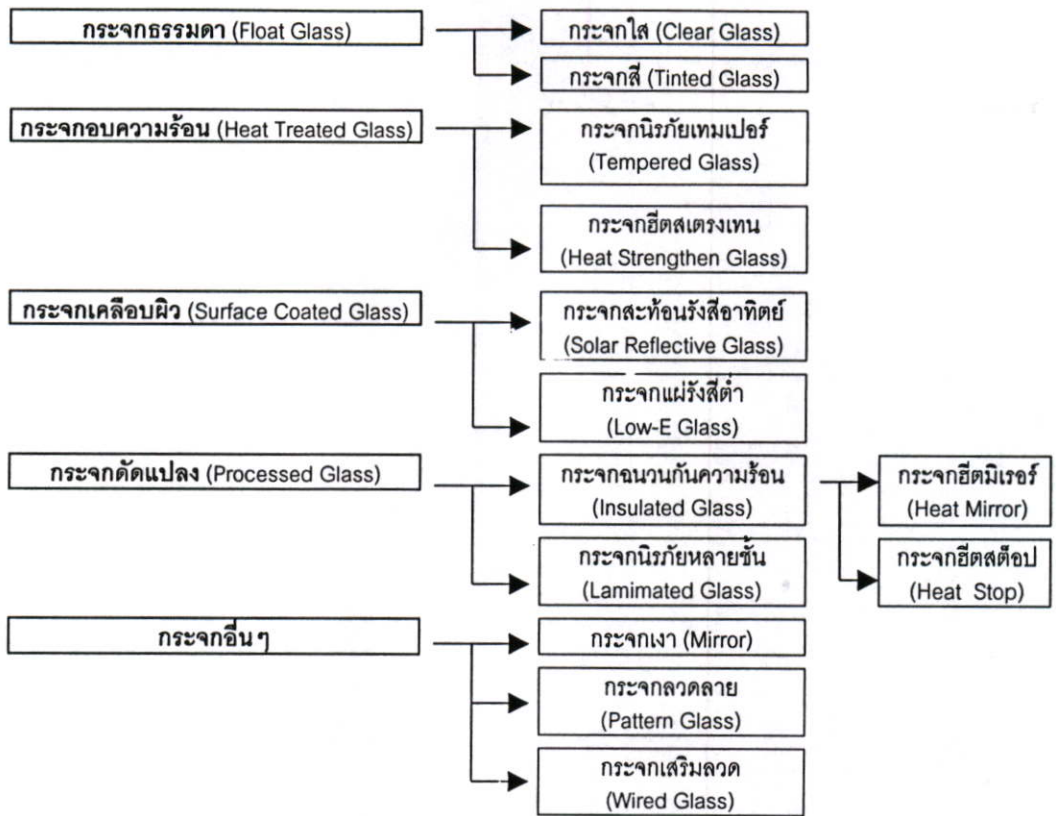 กระจกธรรมดา (Float Glass)
กระจกใส (Clear Glass)
กระจกสี (Tinted Glass)
กระจกอบความร้อน (Heat Treated Glass)
กระจกนิรภัยเทมเปอร์
(Tempered Glass)
กระจกฮีตสเตรงเทน
(Heat Strengthen Glass)
กระจกเคลือบผิว (Surface Coated Glass)
กระจกสะท้อนรังสีอาทิตย์
(Solar Reflective Glass)
กระจกแผ่รังสีต่ำ
(Low-E Glass)
กระจกดัดแปลง (Processed Glass)
กระจกฉนวนกันความร้อน
(Insulated Glass)
กระจกฮีตมิเรอร์
(Heat Mirror)
กระจกนิรภัยหลายชั้น
(Lamimated Glass)
กระจกฮีตสต็อป
(Heat Stop)
กระจกอื่นๆ
กระจกเงา (Mirror)
กระจกลวดลาย
(Pattern Glass)
กระจกเสริมลวด
(Wired Glass)